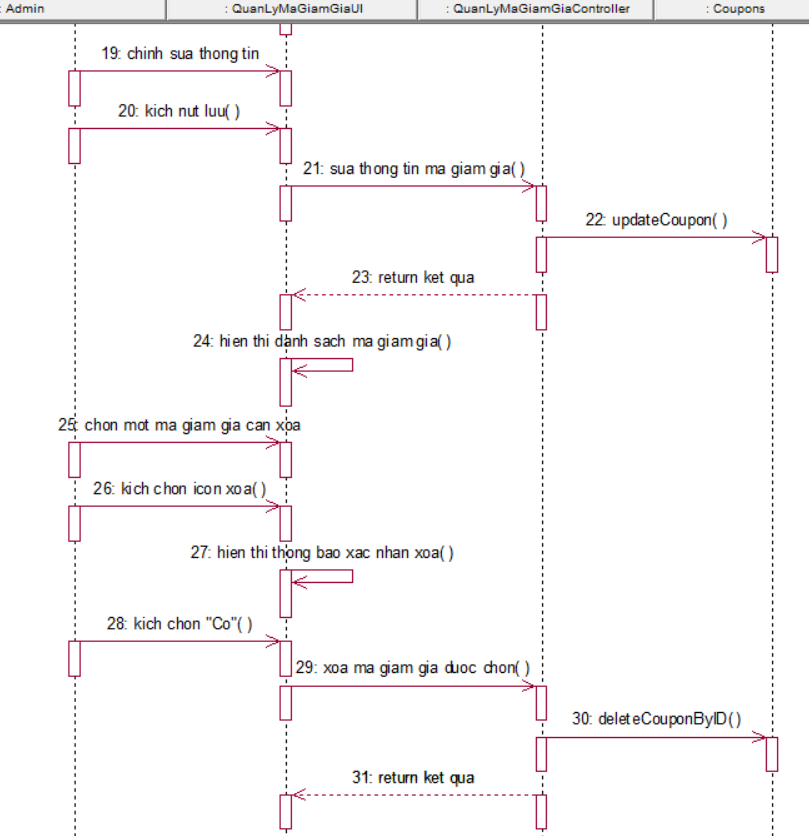 : Admin
: QuanLyMaGiamGiaUI
: QuanLyMaGiamGiaController
: Coupons
19: chinh sua thong tin
20: kich nut luu( )
21: sua thong tin ma giam gia( )
22: updateCoupon( )
23: return ket qua
24: hien thi danh sach ma giam gia( )
25: chon mot ma giam gia can xoa
26: kich chon icon xoa( )
27: hien thi thong bao xac nhan xoa( )
28: kich chon "Co"( )
29: xoa ma giam gia duoc chon( )
30: deleteCouponByID( )
31: return ket qua